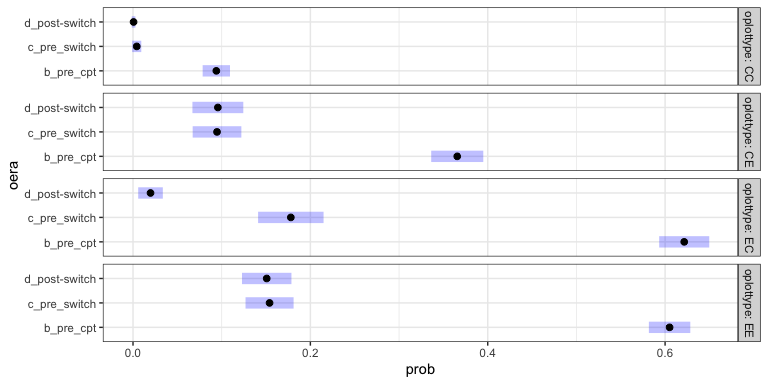 d_post-switch
c_pre_switch
b_pre_cpt
oplottype: CC
d_post-switch
c_pre_switch
b_pre_cpt
oplottype: CE
d_post-switch
c_pre_switch
b_pre_cpt
oplottype: EC
d_post-switch
c_pre_switch
b_pre_cpt
oplottype: EE
oera
0.0 0.2 0.4 0.6
prob